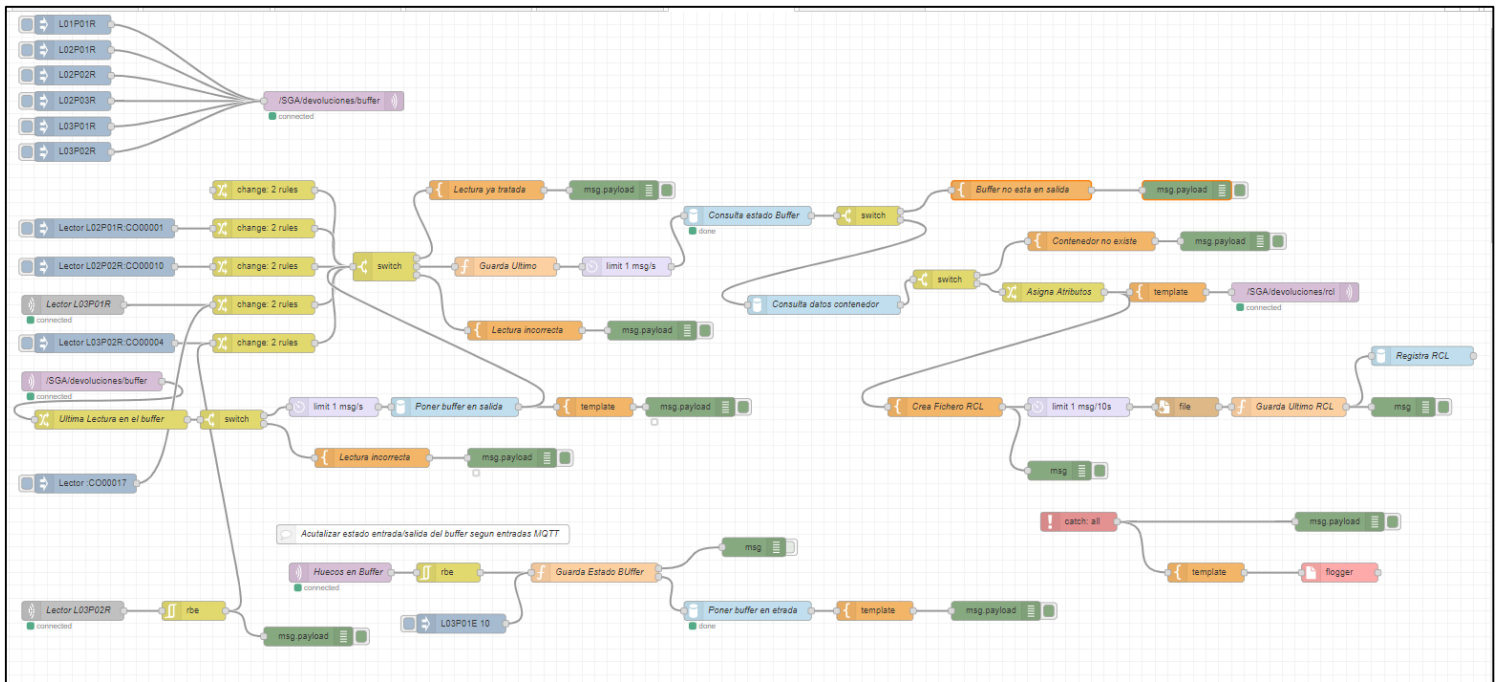 L01P01R
L02P01R
L02P02R
L02P03R
L03P01R
L03P02R
/SGA/devoluciones/buffer
connected
change: 2 rules
Lectura ya tratada
msg.payload
Buffer no esta en salida
msg.payload
Consulta estado Buffer
done
switch
Lector L02P01R:CO00001
change: 2 rules
Contenedor no existe
msg.payload
Lector L02P02R:CO00010
change: 2 rules
switch
Guarda Ultimo
limit 1 msg/s
switch
Lector L03P01R
connected
change: 2 rules
Consulta datos contenedor
Asigna Atributos
template
/SGA/devoluciones/rcl
connected
Lectura incorrecta
msg.payload
Lector L03P02R:CO00004
change: 2 rules
Registra RCL
/SGA/devoluciones/buffer
connected
Ultima Lectura en el buffer
switch
limit 1 msg/s
Poner buffer en salida
template
msg.payload
Crea Fichero RCL
limit 1 msg/10s
file
Guarda Ultimo RCL
msg
Lectura incorrecta
msg.payload
msg
Lector :CO00017
Acutalizar estado entrada/salida del buffer segun entradas MQTT
catch: all
msg.payload
msg
Huecos en Buffer
connected
rbe
Guarda Estado BUffer
template
flogger
Lector L03P02R
connected
rbe
L03P01E 10
Poner buffer en etrada
done
template
msg.payload
msg.payload